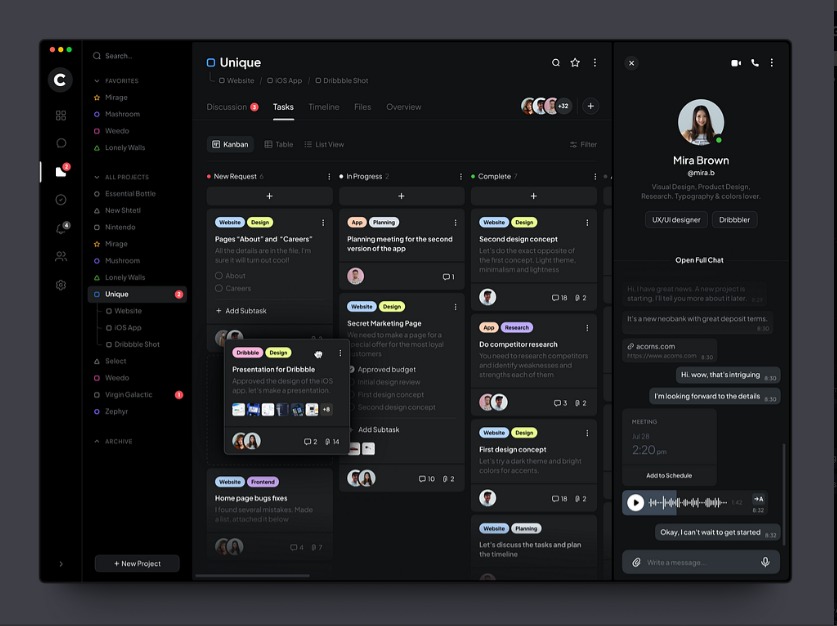 Search..
FAVORITES
Mirage
Mashroom
Weedo
Lonely Walls
ALL PROJECTS
Essential Bottle
New Shtetl
Nintendo
Mirage
Mushroom
Lonely Walls
Unique 2
Website
iOS App
Drbbble Shot
Select
Weedo
Virgin Galactic 1
Zephyr
ARCHIVE
+ New Project
C
2
4
Unique
Website / iOS App / Dribbble Shot
Discussion 3 Tasks Timeline Files Overview
+32 +
Kanban Table List View Filter
New Request 6
+
Website Design
Pages "About" and "Careers"
All the details are in the file, I'm
sure it will turn out cool!
About
Careers
+ Add Subtask
Dribbble Design
Presentation for Dribbble
Approved the design of the iOS
app, let's make a presentation.
+8
2 14
Website Frontend
Home page bugs fixes
I found several mistakes. Made
a list, attached it below
4 7
In Progress 2
+
App Planning
Planning meeting for the second
version of the app
1
Website Design
Secret Marketing Page
We need to make a page for a
special offer for the most loyal
customers
Approved budget
Initial design review
First design concept
Second design concept
Add Subtask
10 2
Complete 7
+
Website Design
Second design concept
Let's do the exact opposite of
the first concept. Light theme,
minimalism and lightness
18 2
App Research
Do competitor research
You need to research competitors
and identify weaknesses and
strengths each of them
3 2
Website Design
First design concept
Let's try a dark theme and bright
colors for accents.
18 2
Website Planning
Let's discuss the tasks and plan
the timeline
Mira Brown
@mira.b
Visual Design, Product Design,
Research. Typography & colors lover.
UX/UI designer Dribbbler
Open Full Chat
Hi, I have great news. A new project is
starting, I'll tell you more about it later.
It's a new neobank with great deposit terms.
8:30
acorns.com
https://www.acorns.com 8:30
Hi. wow, that's intriguing 8:30
I'm looking forward to the details 8:30
MEETING
Jul 28
2:20 pm
Add to Schedule
1:42 →A
8:32
Okay, I can't wait to get started 8:32
Write a message...